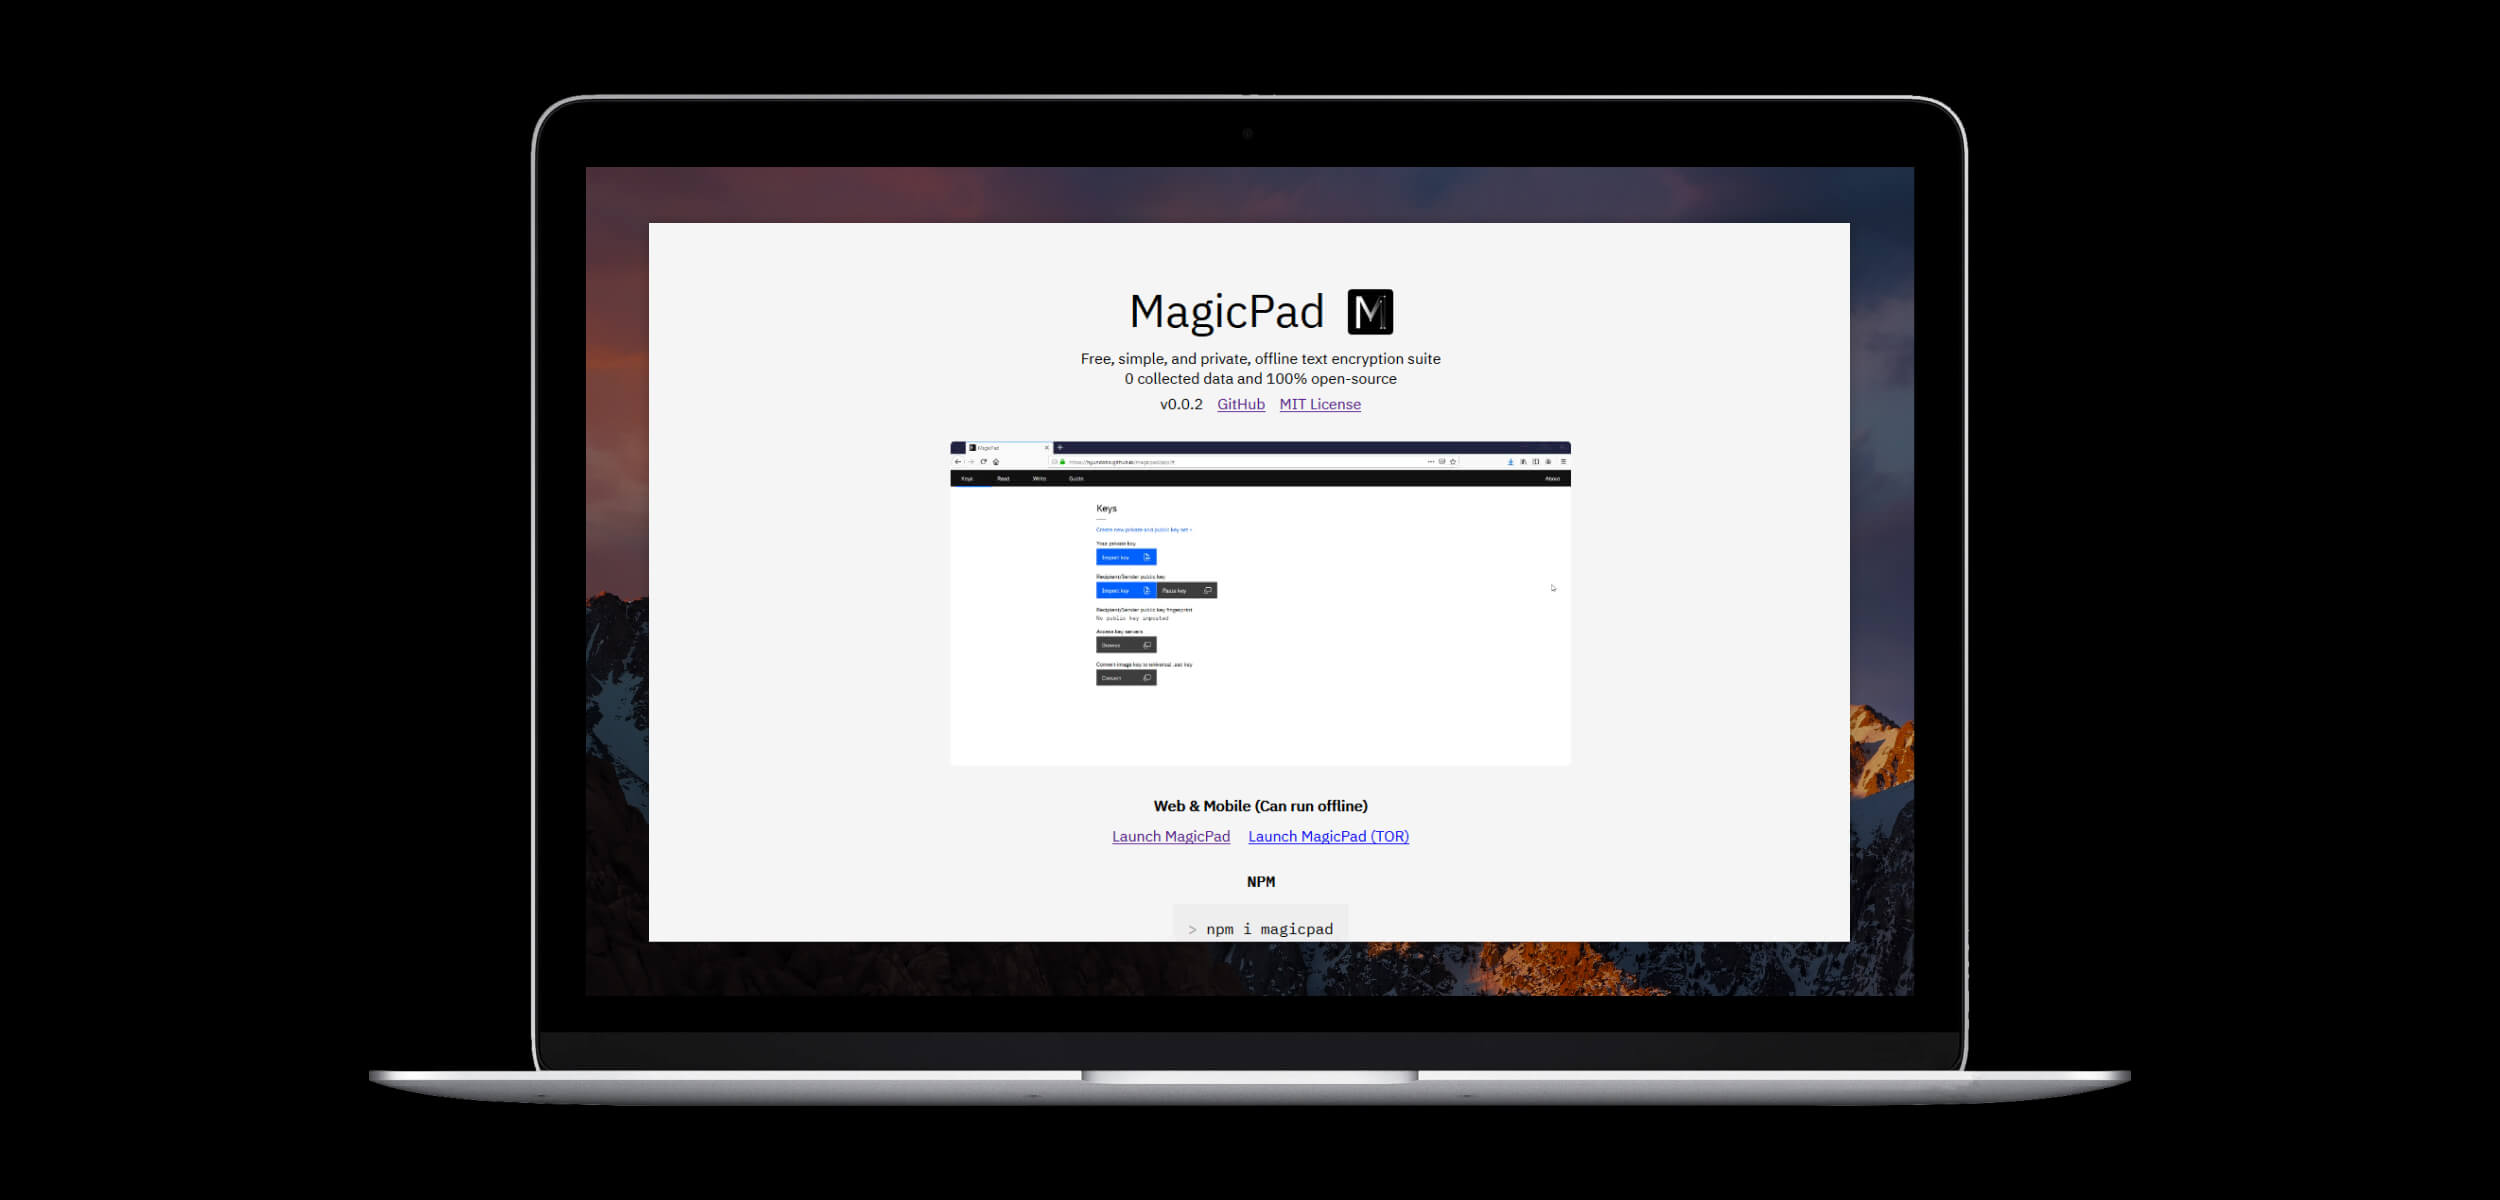 MagicPad M
Free, simple, and private, offline text encryption suite
0 collected data and 100% open-source
v0.0.2 GitHub MIT License
MagicPad
Keys Read Write Guide About
Keys
Create new private and public key set
Your private key
Import key
Recipient/Sender public key
Import key Paste key
Recipient/Sender public key fingerprint
No public key imported
Access key servers
Browse
Convert image key to universal .asc key
Convert
Web & Mobile (Can run offline)
Launch MagicPad Launch MagicPad (TOR)
NPM
> npm i magicpad